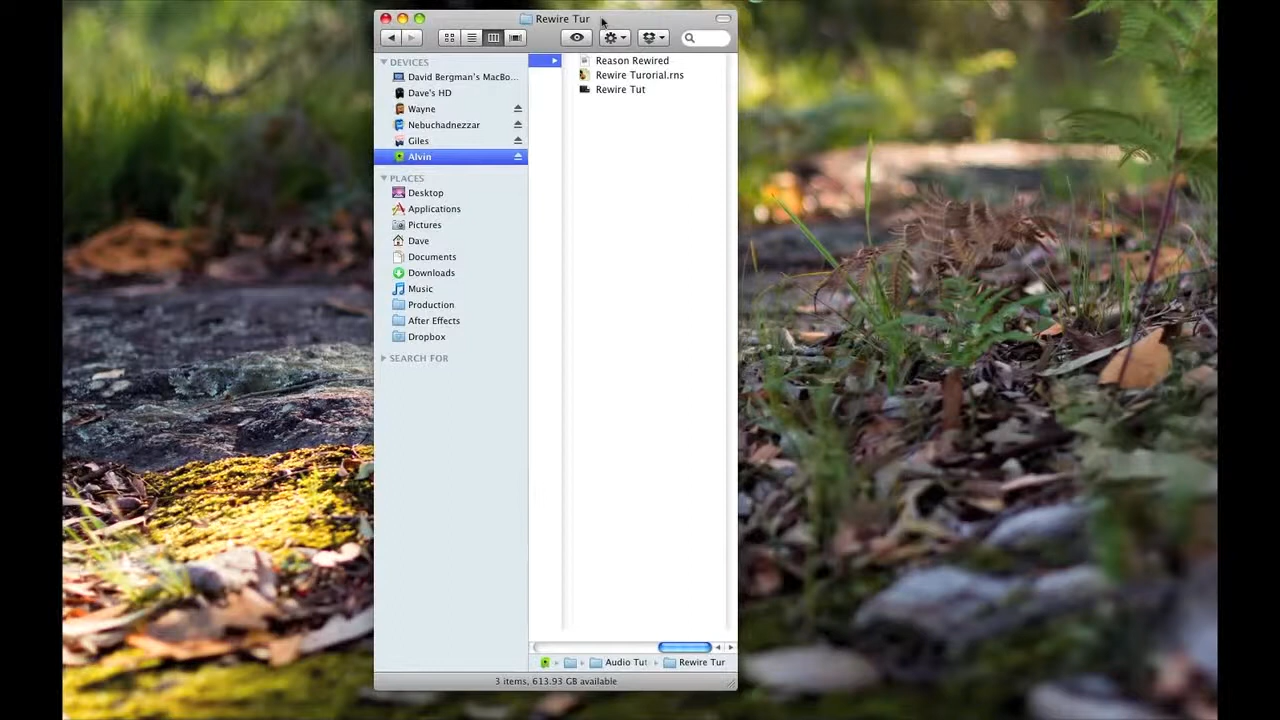 Rewire Tur
DEVICES
David Bergman's MacBo...
Dave's HD
Wayne
Nebuchadnezzar
Giles
Alvin
PLACES
Desktop
Applications
Pictures
Dave
Documents
Downloads
Music
Production
After Effects
Dropbox
SEARCH FOR
Reason Rewired
Rewire Turorial.rns
Rewire Tut
Audio Tut
Rewire Tur
3 items, 613.93 GB available